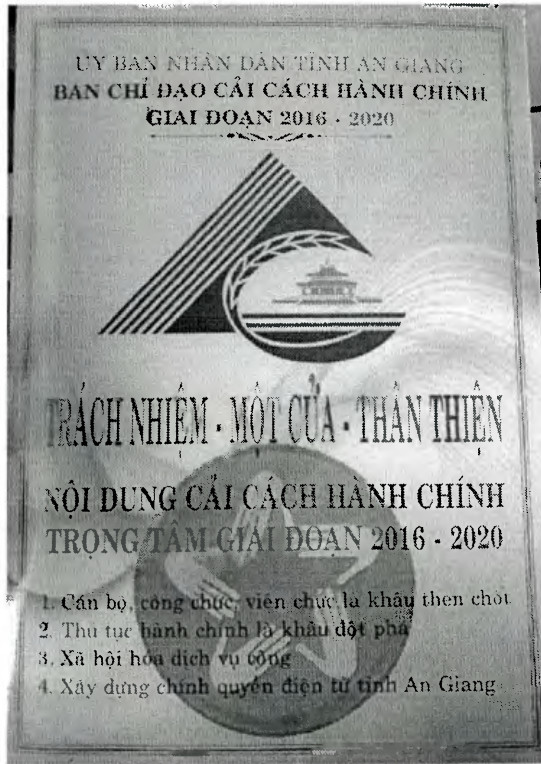 ỦY BAN NHÂN DÂN TỈNH AN GIANG
BAN CHỈ ĐẠO CẢI CÁCH HÀNH CHÍNH
GIAI ĐOẠN 2016 - 2020
TRÁCH NHIỆM - MỘT CỬA - THÂN THIỆN
NỘI DUNG CẢI CÁCH HÀNH CHÍNH
TRỌNG TÂM GIAI ĐOẠN 2016 - 2020
1. Cán bộ, công chức, viên chức là khâu then chốt
2. Thủ tục hành chính là khâu đột phá
3. Xã hội hóa dịch vụ công
4. Xây dựng chính quyền điện tử tỉnh An Giang